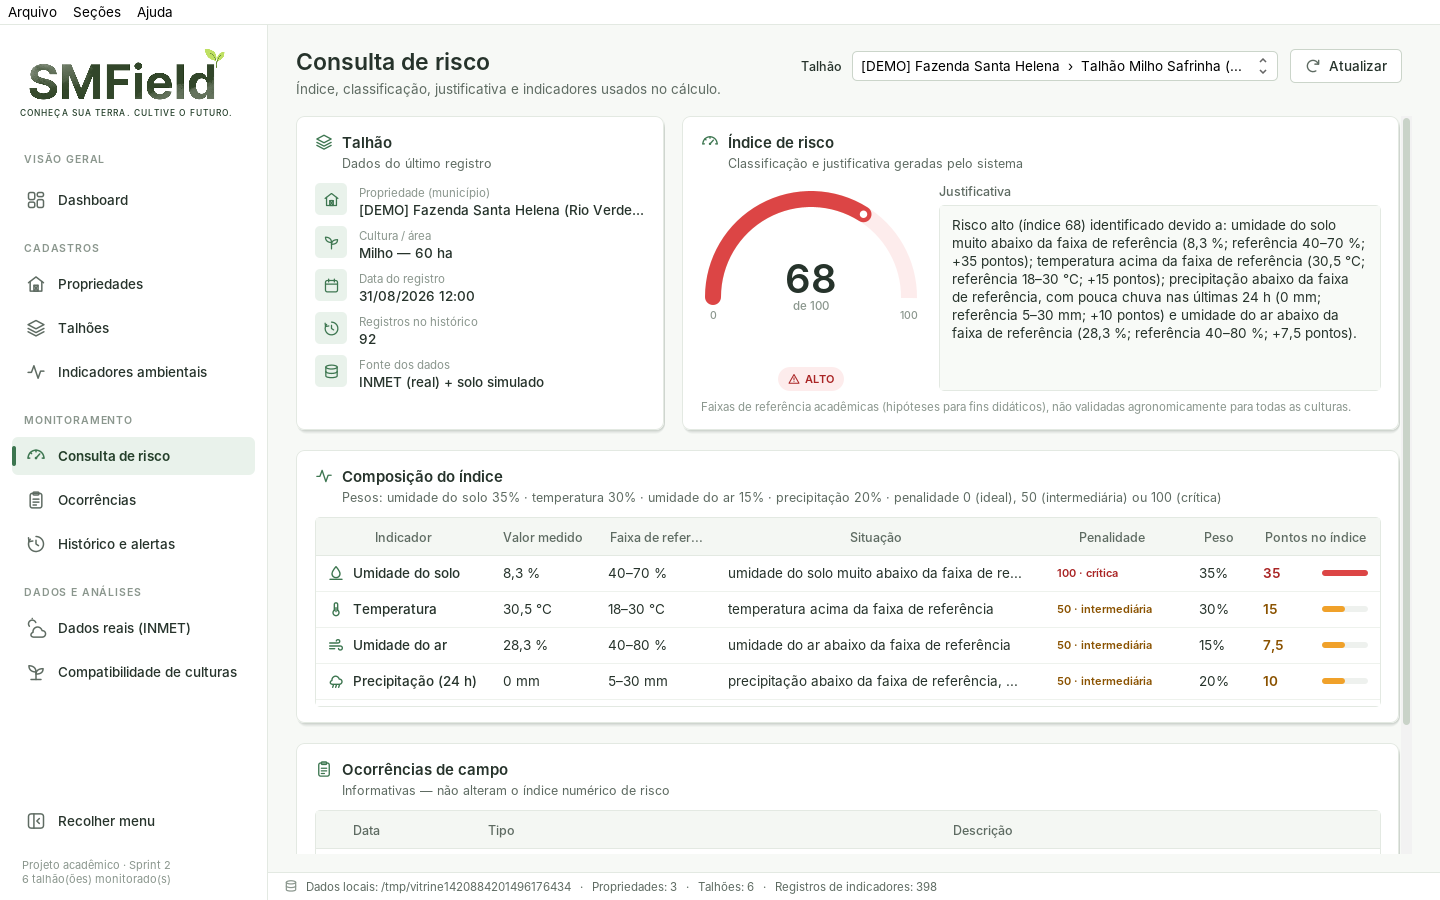 Arquivo Seções Ajuda
SMField
CONHEÇA SUA TERRA. CULTIVE O FUTURO.
VISÃO GERAL
Dashboard
CADASTROS
Propriedades
Talhões
Indicadores ambientais
MONITORAMENTO
Consulta de risco
Ocorrências
Histórico e alertas
DADOS E ANÁLISES
Dados reais (INMET)
Compatibilidade de culturas
Recolher menu
Projeto acadêmico · Sprint 2
6 talhão(ões) monitorado(s)
Consulta de risco
Índice, classificação, justificativa e indicadores usados no cálculo.
Talhão
[DEMO] Fazenda Santa Helena › Talhão Milho Safrinha (...
Atualizar
Talhão
Dados do último registro
Propriedade (município)
[DEMO] Fazenda Santa Helena (Rio Verde...
Cultura / área
Milho — 60 ha
Data do registro
31/08/2026 12:00
Registros no histórico
92
Fonte dos dados
INMET (real) + solo simulado
Índice de risco
Classificação e justificativa geradas pelo sistema
68
de 100
0
100
ALTO
Justificativa
Risco alto (índice 68) identificado devido a: umidade do solo
muito abaixo da faixa de referência (8,3 %; referência 40–70 %;
+35 pontos); temperatura acima da faixa de referência (30,5 °C;
referência 18–30 °C; +15 pontos); precipitação abaixo da faixa
de referência, com pouca chuva nas últimas 24 h (0 mm;
referência 5–30 mm; +10 pontos) e umidade do ar abaixo da
faixa de referência (28,3 %; referência 40–80 %; +7,5 pontos).
Faixas de referência acadêmicas (hipóteses para fins didáticos), não validadas agronomicamente para todas as culturas.
Composição do índice
Pesos: umidade do solo 35% · temperatura 30% · umidade do ar 15% · precipitação 20% · penalidade 0 (ideal), 50 (intermediária) ou 100 (crítica)
Indicador Valor medido Faixa de refer... Situação Penalidade Peso Pontos no índice
Umidade do solo 8,3 % 40–70 % umidade do solo muito abaixo da faixa de re... 100 · crítica 35% 35
Temperatura 30,5 °C 18–30 °C temperatura acima da faixa de referência 50 · intermediária 30% 15
Umidade do ar 28,3 % 40–80 % umidade do ar abaixo da faixa de referência 50 · intermediária 15% 7,5
Precipitação (24 h) 0 mm 5–30 mm precipitação abaixo da faixa de referência, ... 50 · intermediária 20% 10
Ocorrências de campo
Informativas — não alteram o índice numérico de risco
Data Tipo Descrição
Dados locais: /tmp/vitrine1420884201496176434 · Propriedades: 3 · Talhões: 6 · Registros de indicadores: 398